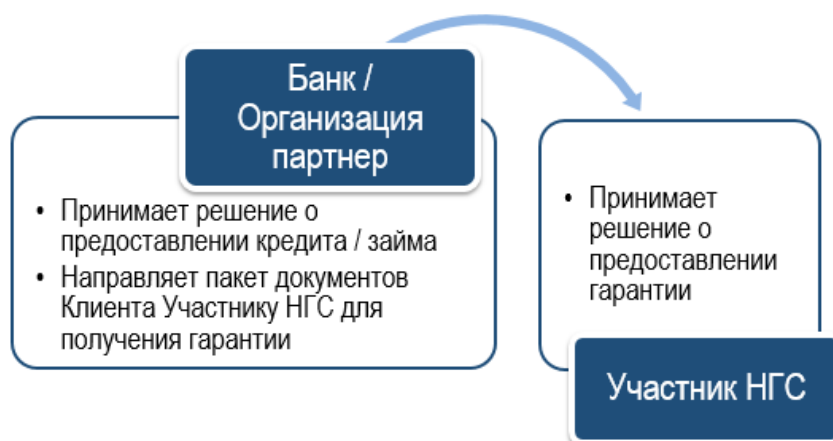 Банк /
Организация
партнер
• Принимает решение о
предоставлении кредита / займа
• Направляет пакет документов
Клиента Участнику НГС для
получения гарантии
• Принимает
решение о
предоставлении
гарантии
Участник НГС